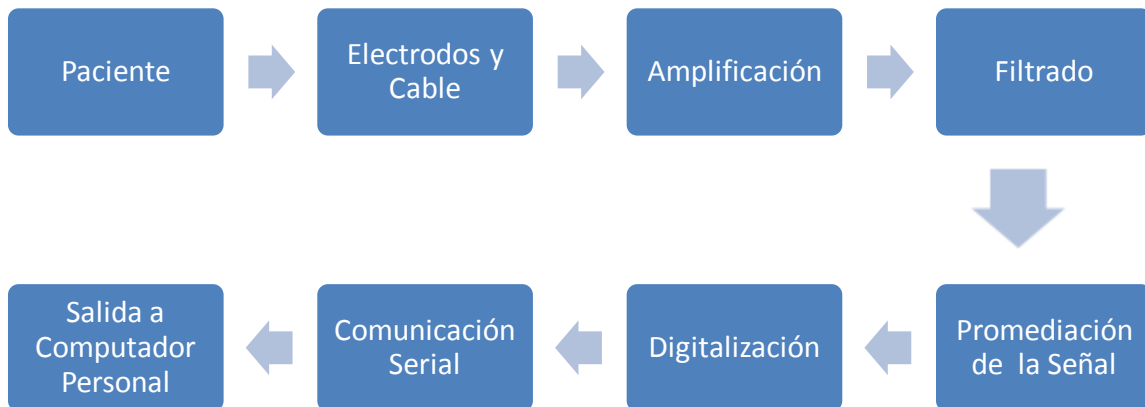 Paciente
Electrodos y
Cable
Amplificación
Filtrado
Promediación
de la Señal
Digitalización
Comunicación
Serial
Salida a
Computador
Personal